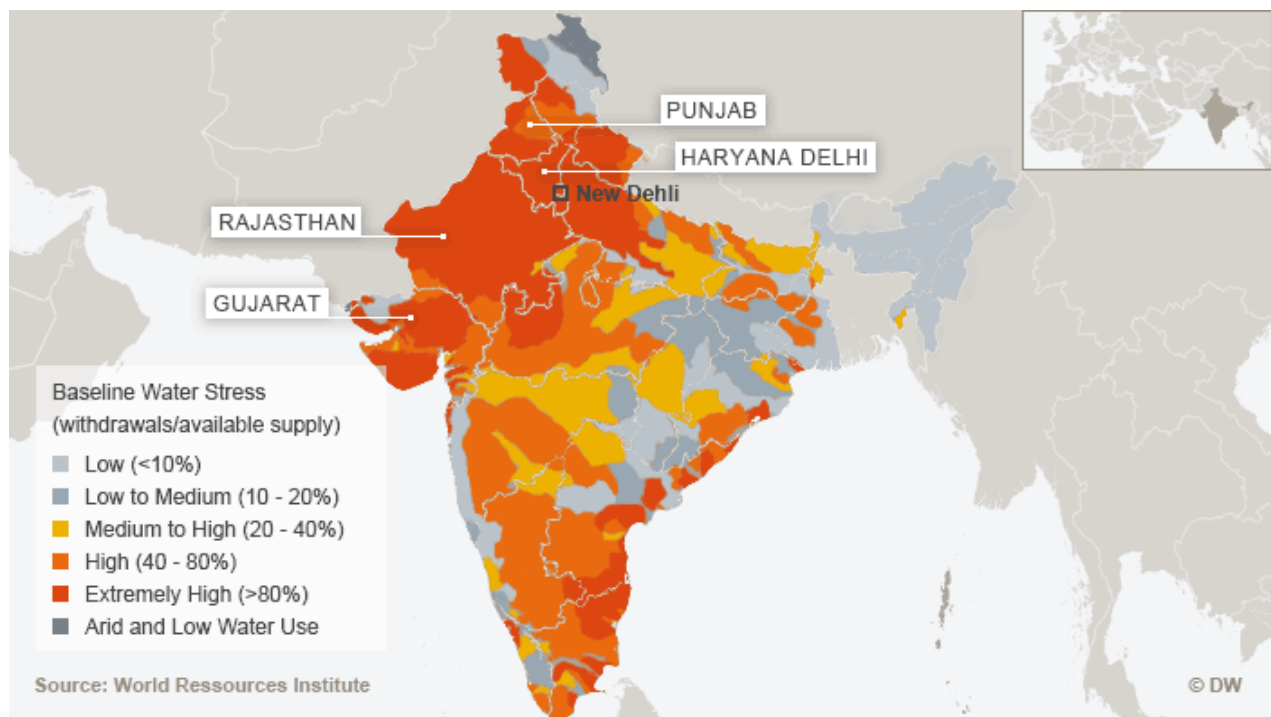 PUNJAB
HARYANA DELHI
New Dehli
RAJASTHAN
GUJARAT
Baseline Water Stress
(withdrawals/available supply)
Low (<10%)
Low to Medium (10 - 20%)
Medium to High (20 - 40%)
High (40 - 80%)
Extremely High (>80%)
Arid and Low Water Use
Source: World Ressources Institute
© DW